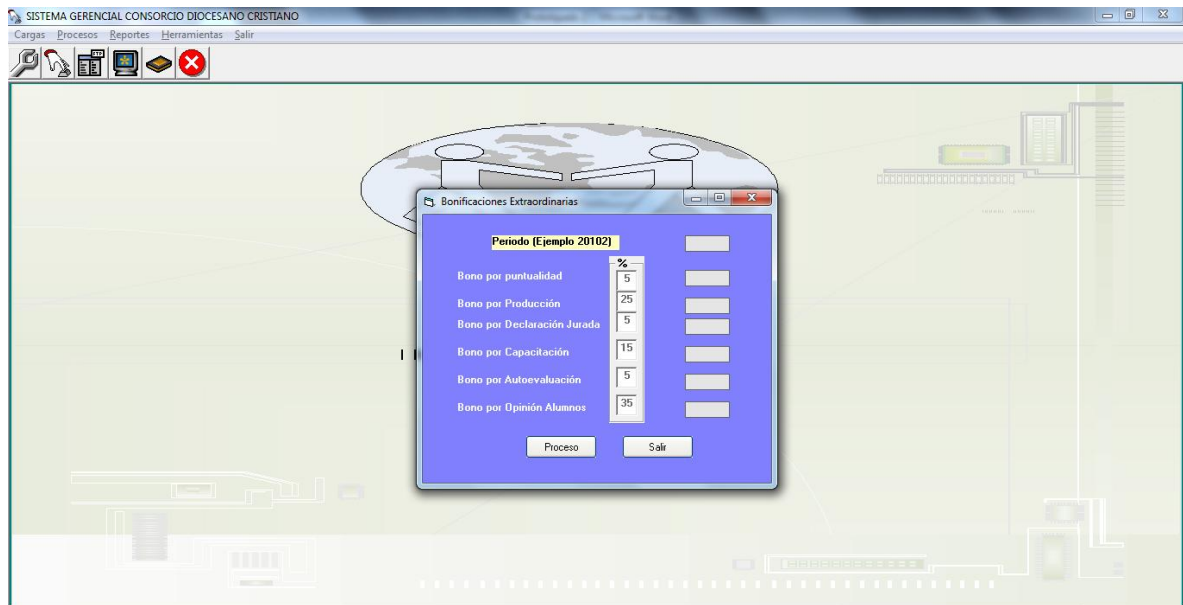 SISTEMA GERENCIAL CONSORCIO DIOCESANO CRISTIANO
Cargas Procesos Reportes Herramientas Salir
Bonificaciones Extraordinarias
Periodo (Ejemplo 20102)
%
Bono por puntualidad 5
Bono por Producción 25
Bono por Declaración Jurada 5
Bono por Capacitación 15
Bono por Autoevaluación 5
Bono por Opinión Alumnos 35
Proceso Salir